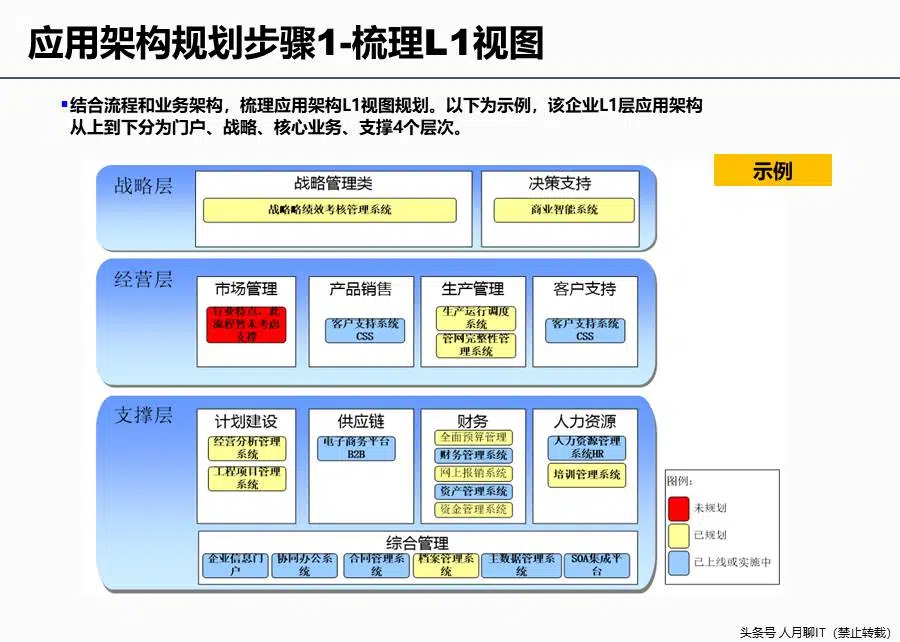 应用架构规划步骤1-梳理L1视图
结合流程和业务架构，梳理应用架构L1视图规划。以下为示例，该企业L1层应用架构
从上到下分为门户、战略、核心业务、支撑4个层次。
示例
战略层
战略管理类
战略略绩效考核管理系统
决策支持
商业智能系统
经营层
市场管理
行业特点，此
流程暂未考虑
支撑
产品销售
客户支持系统
CSS
生产管理
生产运行调度
系统
管网完整性管
理系统
客户支持
客户支持系统
CSS
支撑层
计划建设
经营分析管理
系统
工程项目管理
系统
供应链
电子商务平台
B2B
财务
全面预算管理
财务管理系统
网上报销系统
资产管理系统
资金管理系统
人力资源
人力资源管理
系统HR
培训管理系统
综合管理
企业信息门
户
协同办公系
统
合同管理系
统
档案管理系
统
主数据管理系
统
SOA集成平
台
图例：
未规划
已规划
已上线或实施中
头条号 人月聊IT（禁止转载）